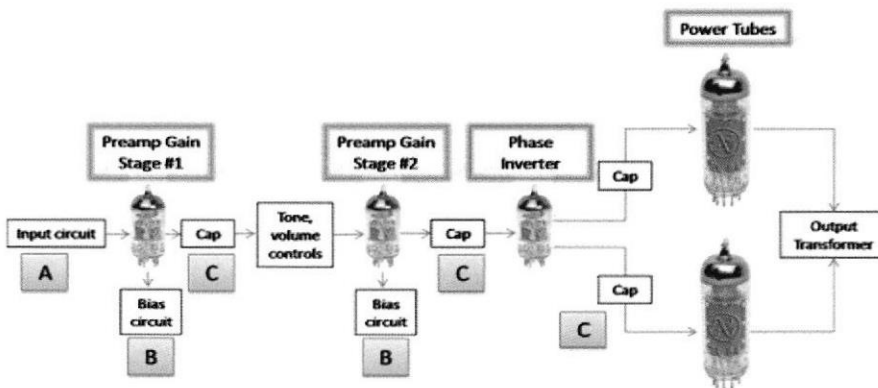 Power Tubes
Preamp Gain
Stage #1
Preamp Gain
Stage #2
Phase
Inverter
Cap
Input circuit
Cap
Tone,
volume
controls
Cap
Output
Transformer
A
C
C
Bias
circuit
Bias
circuit
Cap
B
B
C